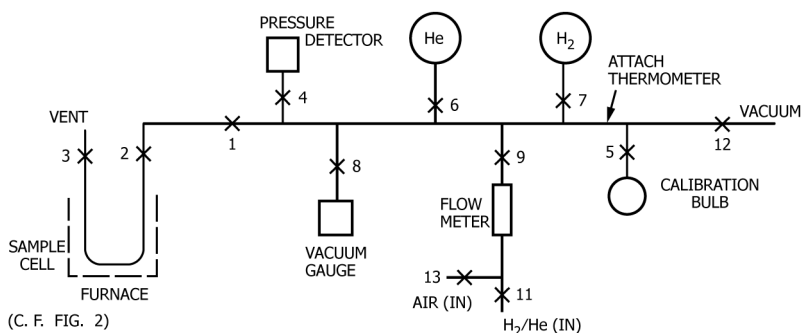 PRESSURE
DETECTOR
He
H2
ATTACH
THERMOMETER
VENT
4
6
7
VACUUM
3
2
1
8
9
5
12
FLOW
METER
CALIBRATION
BULB
SAMPLE
CELL
VACUUM
GAUGE
13
AIR (IN)
11
FURNACE
(C. F. FIG. 2)
H2/He (IN)